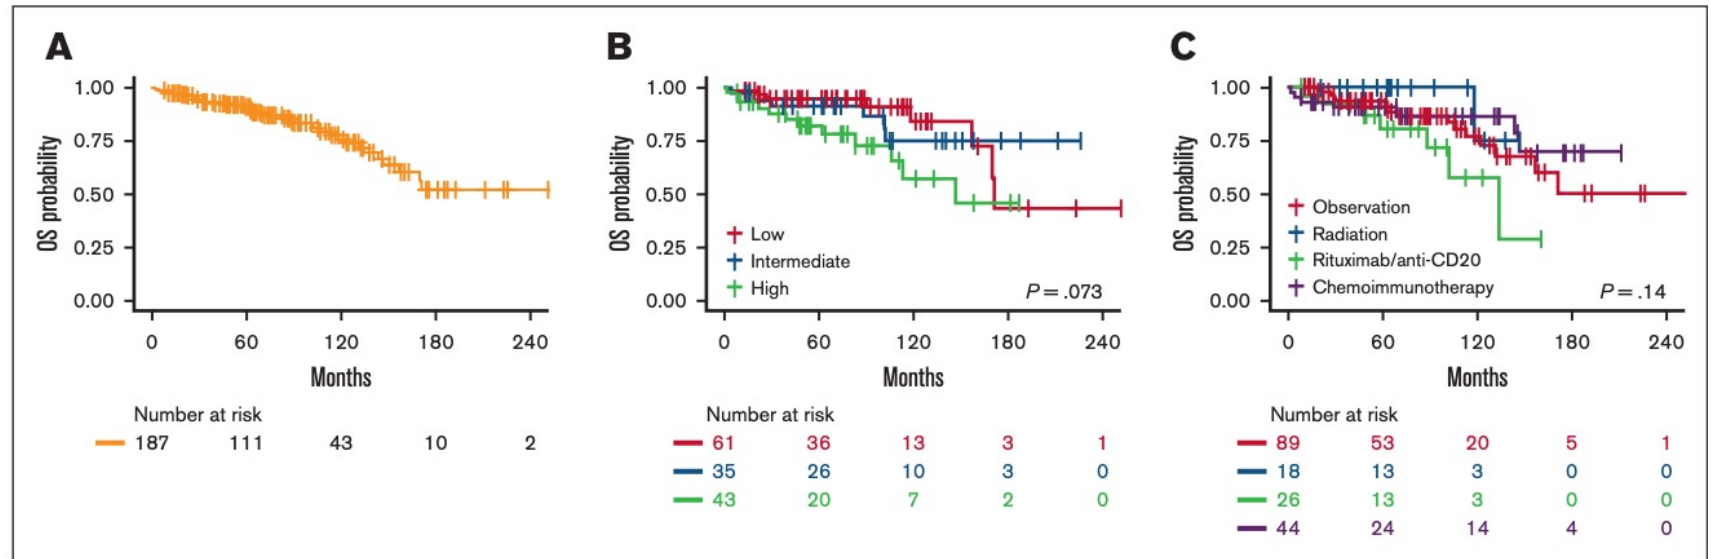 A
1.00
0.75
0.50
0.25
0.00
OS probability
0 60 120 180 240
Months
Number at risk
187 111 43 10 2
B
1.00
0.75
0.50
0.25
0.00
OS probability
Low
Intermediate
High
P = .073
0 60 120 180 240
Months
Number at risk
61 36 13 3 1
35 26 10 3 0
43 20 7 2 0
C
1.00
0.75
0.50
0.25
0.00
OS probability
Observation
Radiation
Rituximab/anti-CD20
Chemoimmunotherapy
P = .14
0 60 120 180 240
Months
Number at risk
89 53 20 5 1
18 13 3 0 0
26 13 3 0 0
44 24 14 4 0